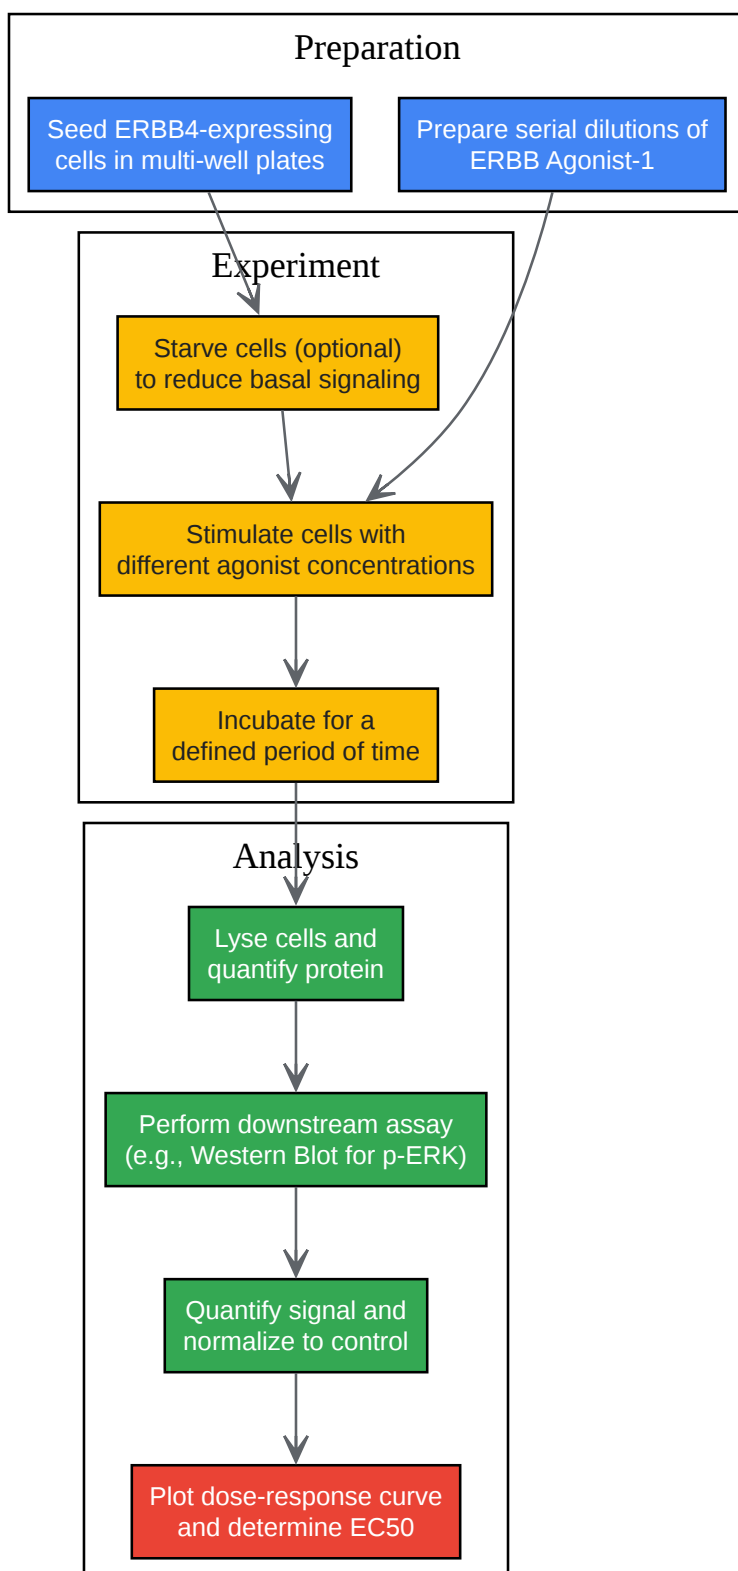 Preparation
Seed ERBB4-expressing
cells in multi-well plates
Prepare serial dilutions of
ERBB Agonist-1
Experiment
Starve cells (optional)
to reduce basal signaling
Stimulate cells with
different agonist concentrations
Incubate for a
defined period of time
Analysis
Lyse cells and
quantify protein
Perform downstream assay
(e.g., Western Blot for p-ERK)
Quantify signal and
normalize to control
Plot dose-response curve
and determine EC50